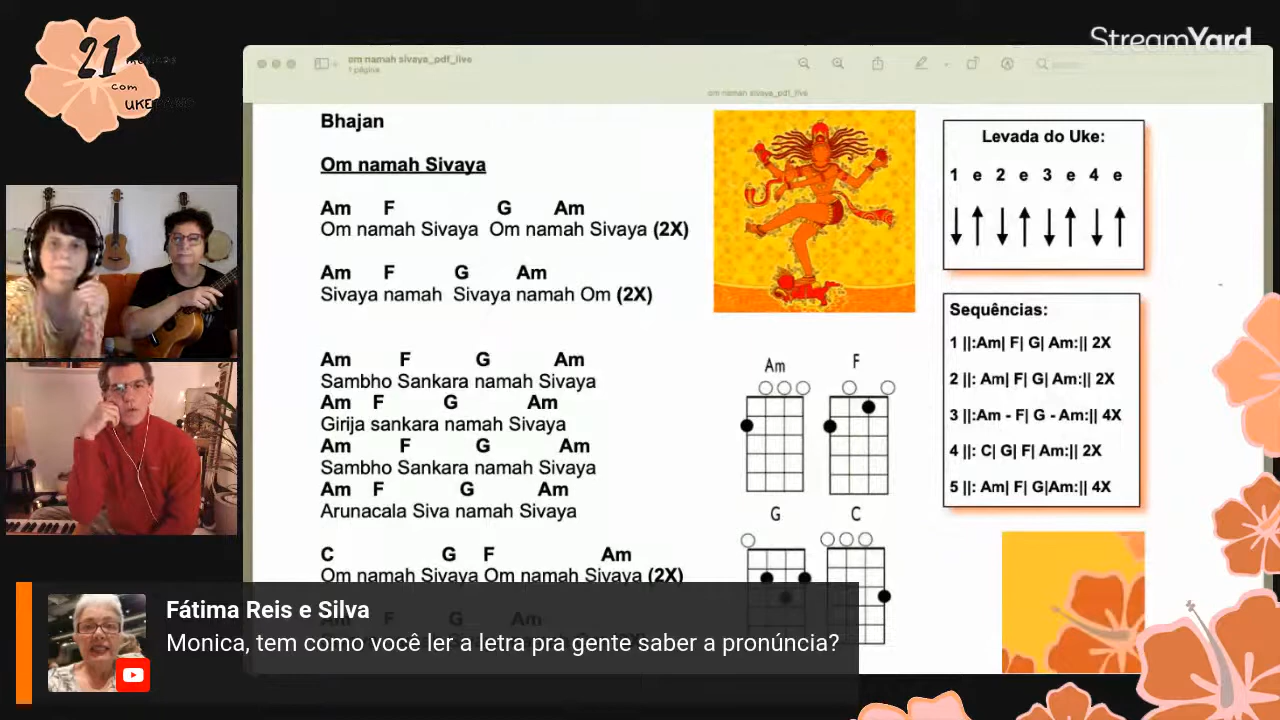 StreamYard
21
com
om namah sivaya_pdf_live
1 página
om namah sivaya_pdf_live
Bhajan
Om namah Sivaya
Am F G Am
Om namah Sivaya Om namah Sivaya (2X)
Am F G Am
Sivaya namah Sivaya namah Om (2X)
Am F G Am
Sambho Sankara namah Sivaya
Am F G Am
Girija sankara namah Sivaya
Am F G Am
Sambho Sankara namah Sivaya
Am F G Am
Arunacala Siva namah Sivaya
C G F Am
Om namah Sivaya Om namah Sivaya (2X)
Am F G Am
Am F
G C
Levada do Uke:
1 e 2 e 3 e 4 e
Sequências:
1 ||:Am| F| G| Am:|| 2X
2 ||: Am| F| G| Am:|| 2X
3 ||:Am - F| G - Am:|| 4X
4 ||: C| G| F| Am:|| 2X
5 ||: Am| F| G|Am:|| 4X
Fátima Reis e Silva
Monica, tem como você ler a letra pra gente saber a pronúncia?